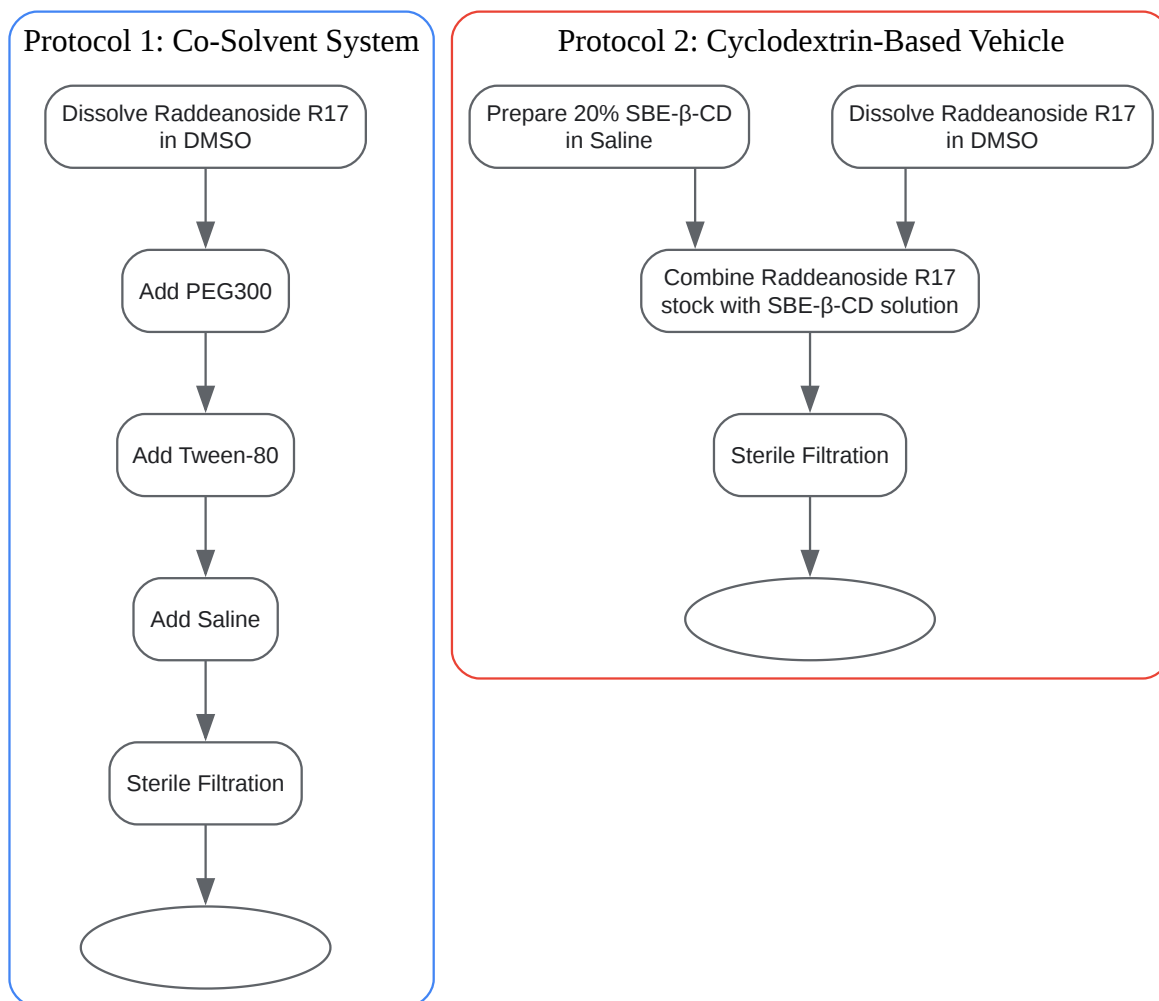 Protocol 1: Co-Solvent System
Dissolve Raddeanoside R17
in DMSO
Add PEG300
Add Tween-80
Add Saline
Sterile Filtration
Protocol 2: Cyclodextrin-Based Vehicle
Prepare 20% SBE-β-CD
in Saline
Dissolve Raddeanoside R17
in DMSO
Combine Raddeanoside R17
stock with SBE-β-CD solution
Sterile Filtration